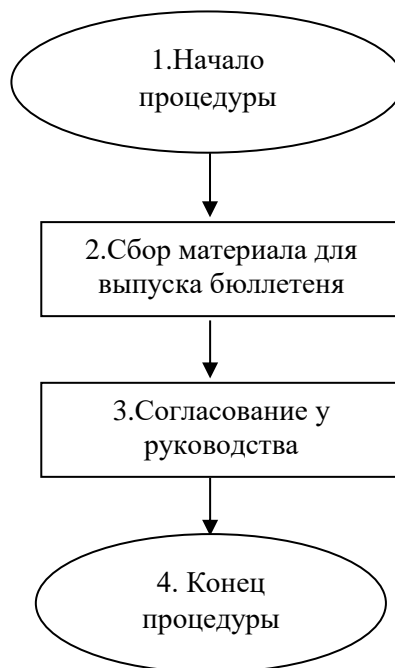 1.Начало
процедуры
2.Сбор материала для
выпуска бюллетеня
3.Согласование у
руководства
4. Конец
процедуры